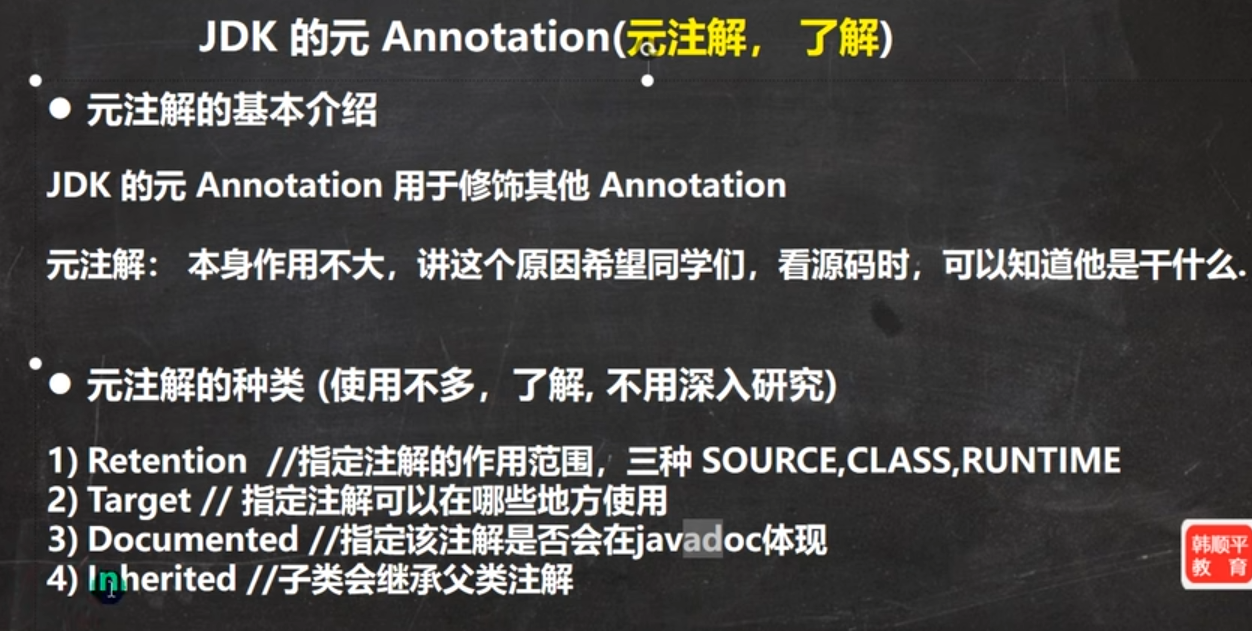 JDK 的元 Annotation(元注解， 了解)
● 元注解的基本介绍
JDK 的元 Annotation 用于修饰其他 Annotation
元注解： 本身作用不大，讲这个原因希望同学们，看源码时，可以知道他是干什么.
● 元注解的种类 (使用不多，了解, 不用深入研究)
1) Retention //指定注解的作用范围，三种 SOURCE,CLASS,RUNTIME
2) Target // 指定注解可以在哪些地方使用
3) Documented //指定该注解是否会在javadoc体现
4) Inherited //子类会继承父类注解
韩顺平
教 育